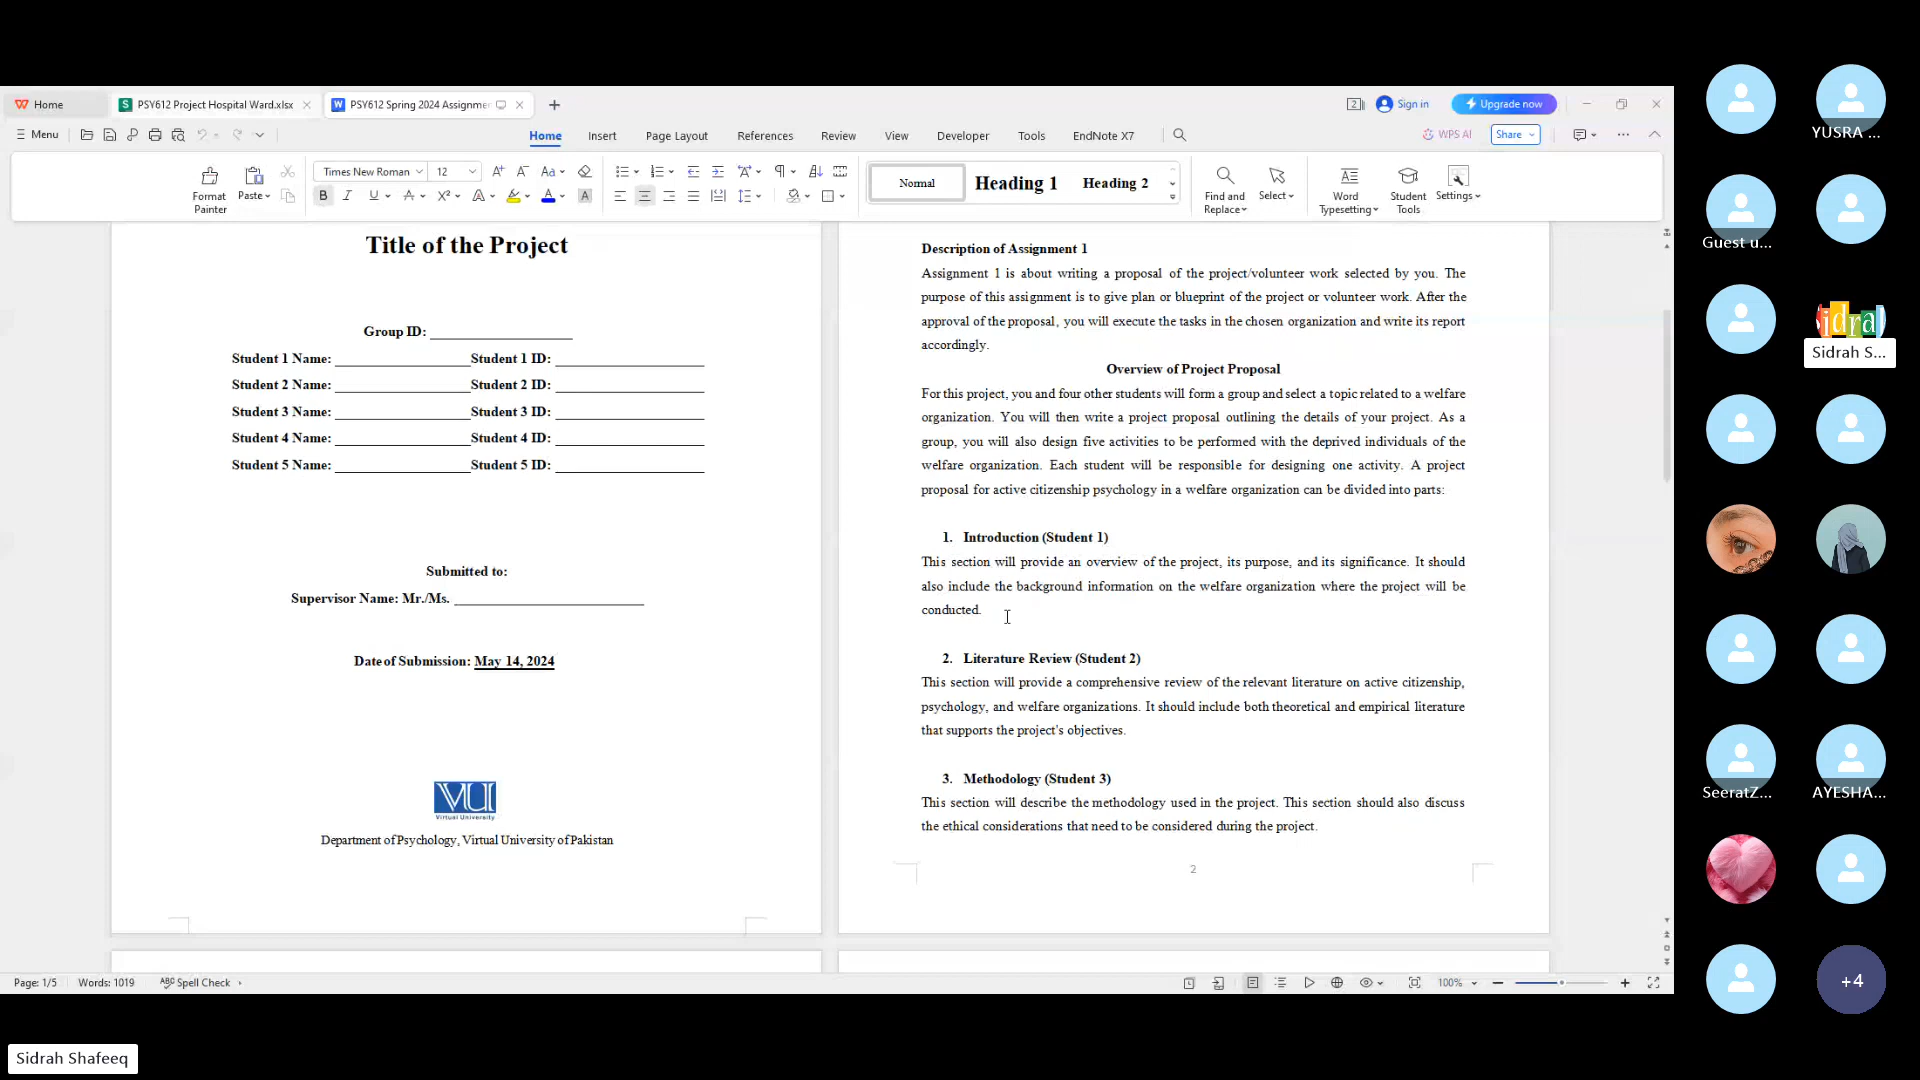 Home
PSY612 Project Hospital Ward.xlsx
PSY612 Spring 2024 Assignme
2
Sign in
Upgrade now
Menu
Home
Insert
Page Layout
References
Review
View
Developer
Tools
EndNote X7
WPS AI
Share
Format
Painter
Paste
Times New Roman
12
Normal
Heading 1
Heading 2
Find and
Replace
Select
Word
Typesetting
Student
Tools
Settings
Title of the Project
Group ID: ____________________
Student 1 Name: ___________________Student 1 ID: _____________________
Student 2 Name: ___________________Student 2 ID: _____________________
Student 3 Name: ___________________Student 3 ID: _____________________
Student 4 Name: ___________________Student 4 ID: _____________________
Student 5 Name: ___________________Student 5 ID: _____________________
Submitted to:
Supervisor Name: Mr./Ms. ___________________________
Date of Submission: May 14, 2024
VU
Virtual University
Department of Psychology, Virtual University of Pakistan
Description of Assignment 1
Assignment 1 is about writing a proposal of the project/volunteer work selected by you. The
purpose of this assignment is to give plan or blueprint of the project or volunteer work. After the
approval of the proposal, you will execute the tasks in the chosen organization and write its report
accordingly.
Overview of Project Proposal
For this project, you and four other students will form a group and select a topic related to a welfare
organization. You will then write a project proposal outlining the details of your project. As a
group, you will also design five activities to be performed with the deprived individuals of the
welfare organization. Each student will be responsible for designing one activity. A project
proposal for active citizenship psychology in a welfare organization can be divided into parts:
1. Introduction (Student 1)
This section will provide an overview of the project, its purpose, and its significance. It should
also include the background information on the welfare organization where the project will be
conducted.
2. Literature Review (Student 2)
This section will provide a comprehensive review of the relevant literature on active citizenship,
psychology, and welfare organizations. It should include both theoretical and empirical literature
that supports the project's objectives.
3. Methodology (Student 3)
This section will describe the methodology used in the project. This section should also discuss
the ethical considerations that need to be considered during the project.
2
Page: 1/5
Words: 1019
Spell Check
100%
YUSRA ...
Guest u...
Sidrah S...
SeeratZ...
AYESHA...
+4
Sidrah Shafeeq